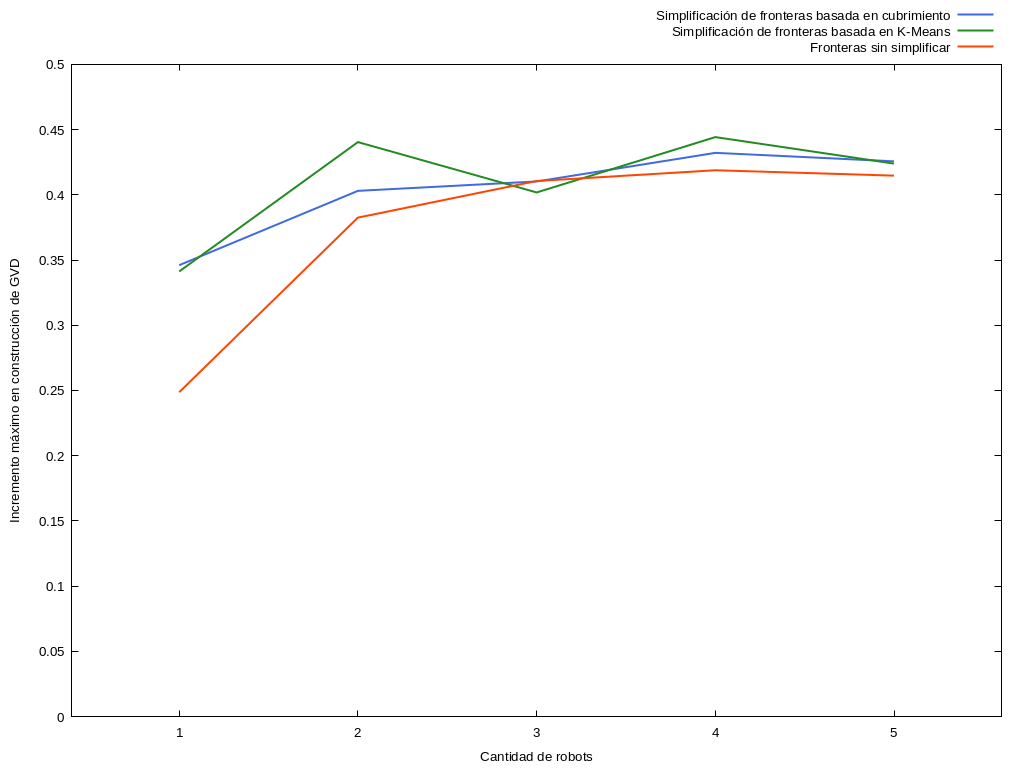 Simplificación de fronteras basada en cubrimiento
Simplificación de fronteras basada en K-Means
Fronteras sin simplificar
0.5
0.45
0.4
0.35
0.3
0.25
0.2
0.15
0.1
0.05
0
Incremento máximo en construcción de GVD
1 2 3 4 5
Cantidad de robots